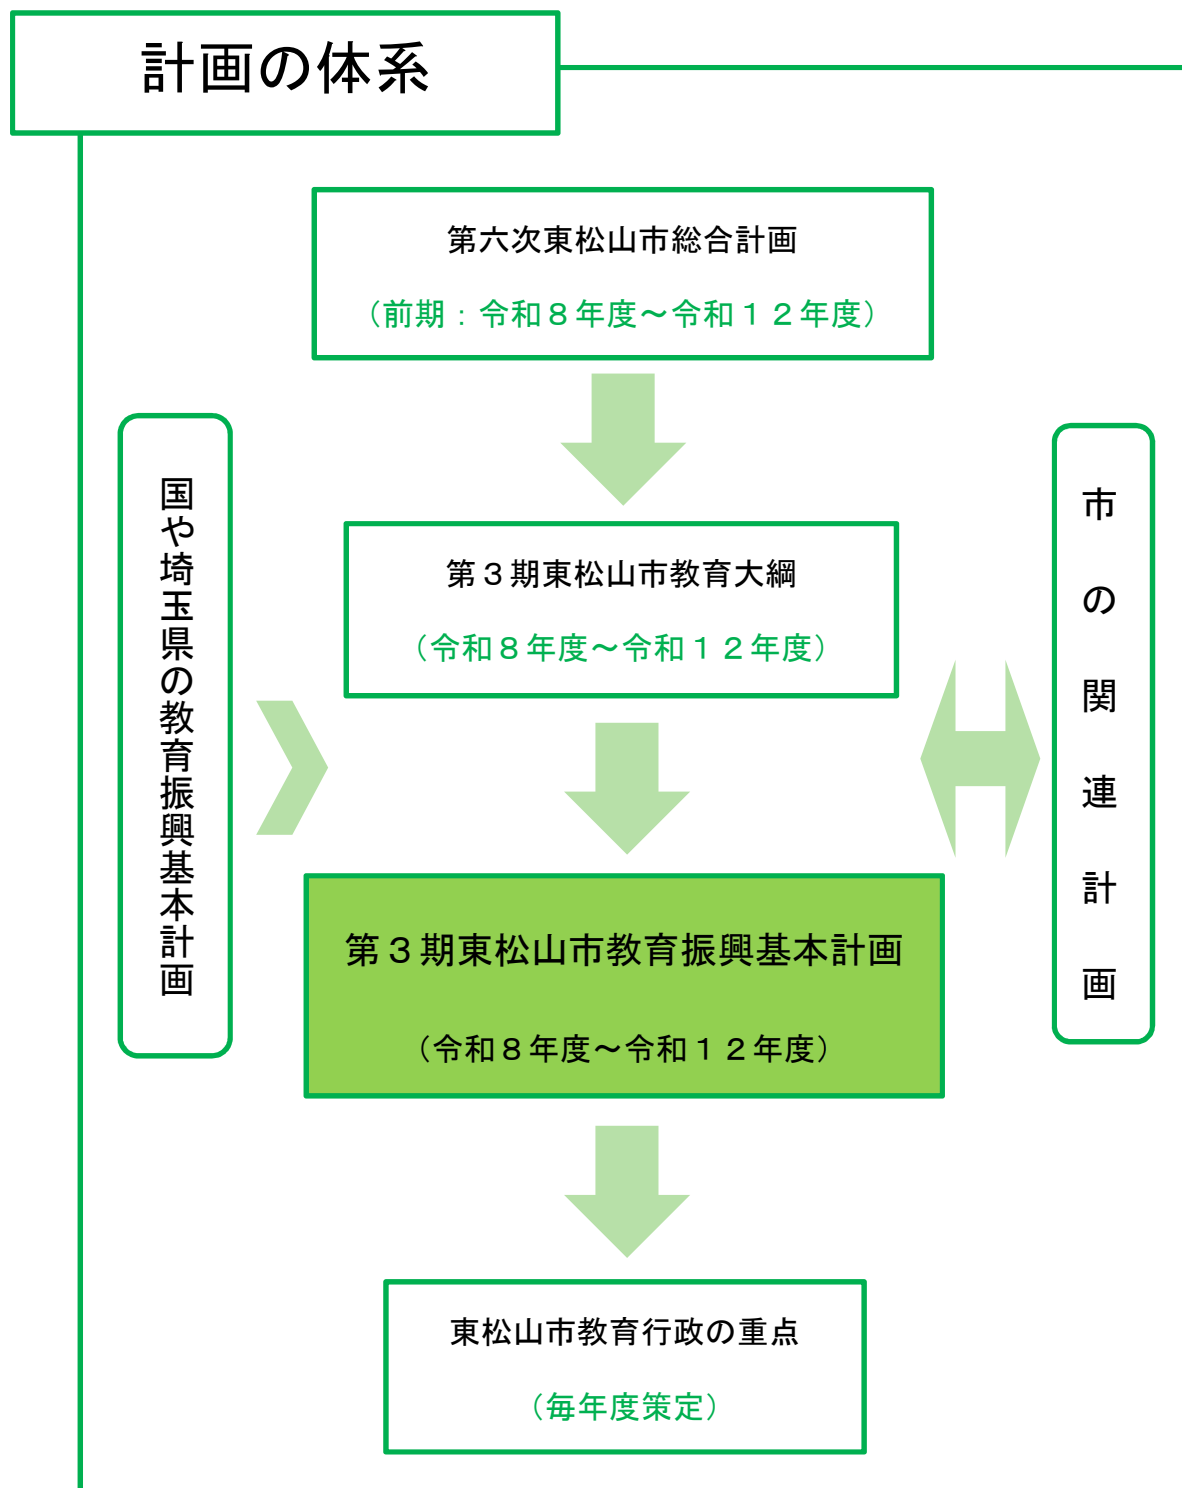 計画の体系
第六次東松山市総合計画
（前期：令和８年度～令和１２年度）
国や埼玉県の教育振興基本計画
市の関連計画
第３期東松山市教育大綱
（令和８年度～令和１２年度）
第３期東松山市教育振興基本計画
（令和８年度～令和１２年度）
東松山市教育行政の重点
（毎年度策定）